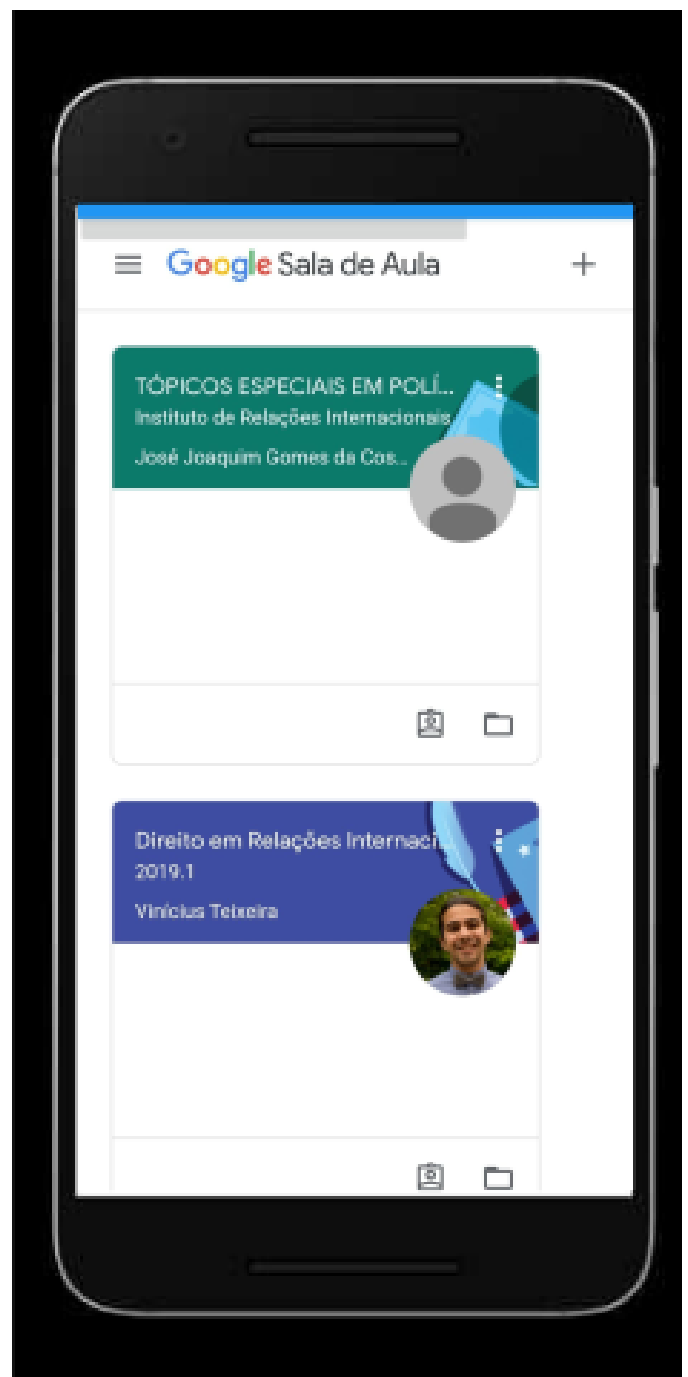 Google Sala de Aula
TÓPICOS ESPECIAIS EM POLÍ...
Instituto de Relações Internacionais
José Joaquim Gomes da Cos...
Direito em Relações Internaci...
2019.1
Vinícius Teixeira